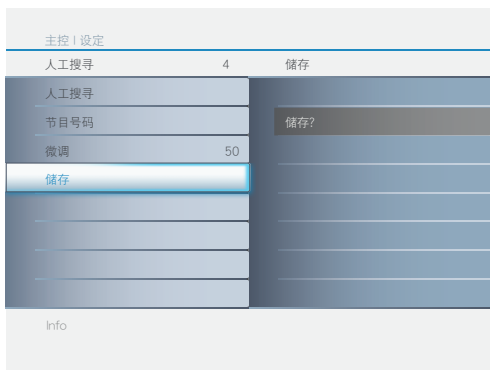 主控 | 设定
人工搜寻 4 储存
人工搜寻
节目号码 储存?
微调 50
储存
Info